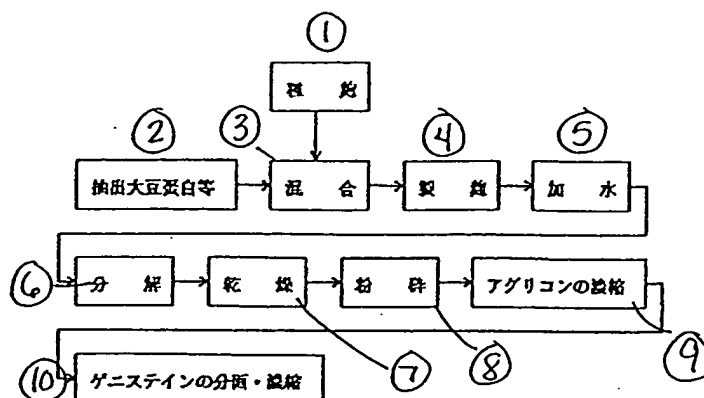 ①
種 麹
② ③ ④ ⑤
抽出大豆蛋白等 混 合 製 麹 加 水
⑥ 分 解 乾 燥 粉 砕 アグリコンの濃縮
⑦ ⑧ ⑨
⑩ ゲニステインの分画・濃縮